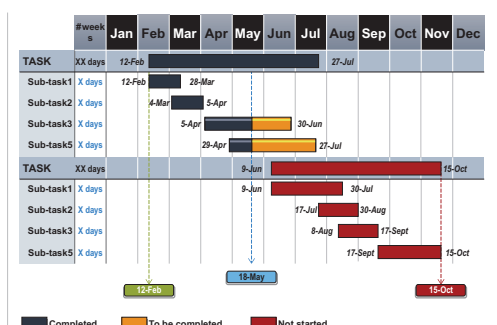 #week
s Jan Feb Mar Apr May Jun Jul Aug Sep Oct Nov Dec
TASK XX days 12-Feb 27-Jul
Sub-task1 X days 12-Feb 28-Mar
Sub-task2 X days 4-Mar 5-Apr
Sub-task3 X days 5-Apr 30-Jun
Sub-task5 X days 29-Apr 27-Jul
TASK XX days 9-Jun 15-Oct
Sub-task1 X days 9-Jun 30-Jul
Sub-task2 X days 17-Jul 30-Aug
Sub-task3 X days 8-Aug 17-Sept
Sub-task5 X days 17-Sept 15-Oct
18-May
12-Feb 15-Oct
Completed To be completed Not started